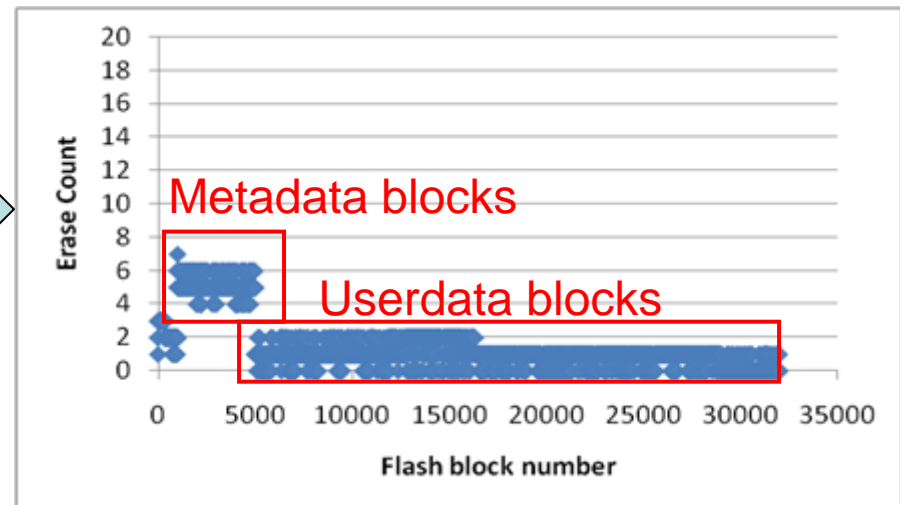 20
18
16
14
12
10
8
6
4
2
0
Erase Count
Metadata blocks
Userdata blocks
0 5000 10000 15000 20000 25000 30000 35000
Flash block number